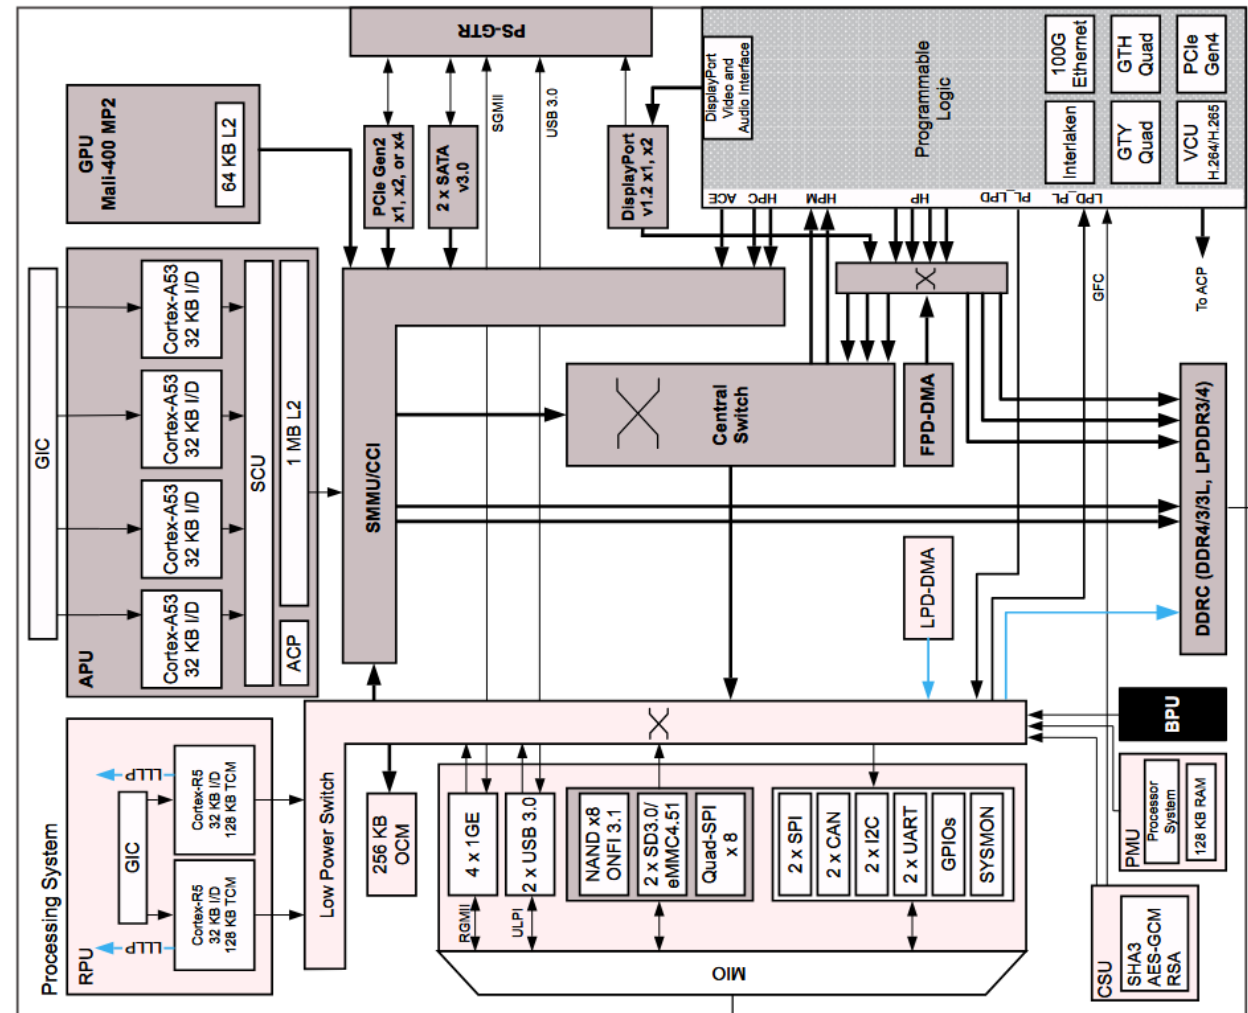 PS-GTR
GPU
Mali-400 MP2
64 KB L2
PCIe Gen2
x1, x2, or x4
2 x SATA
v3.0
SGMII
USB 3.0
DisplayPort
v1.2 x1, x2
DisplayPort
Video and
Audio Interface
Programmable
Logic
100G
Ethernet
GTH
Quad
PCIe
Gen4
Interlaken
GTY
Quad
VCU
H.264/H.265
ACE
HPC
HPM
HP
PL_LPD
LPD_PL
GFC
To ACP
GIC
Cortex-A53
32 KB I/D
Cortex-A53
32 KB I/D
Cortex-A53
32 KB I/D
Cortex-A53
32 KB I/D
SCU
1 MB L2
ACP
APU
SMMU/CCI
Central
Switch
FPD-DMA
LPD-DMA
DDRC (DDR4/3/3L, LPDDR3/4)
Processing System
RPU
GIC
LLLP
Cortex-R5
32 KB I/D
128 KB TCM
LLLP
Cortex-R5
32 KB I/D
128 KB TCM
Low Power Switch
256 KB
OCM
4 x 1GE
2 x USB 3.0
NAND x8
ONFI 3.1
2 x SD3.0/
eMMC4.51
Quad-SPI
x 8
2 x SPI
2 x CAN
2 x I2C
2 x UART
GPIOs
SYSMON
RGMII
ULPI
MIO
BPU
PMU
Processor
System
128 KB RAM
CSU
SHA3
AES-GCM
RSA